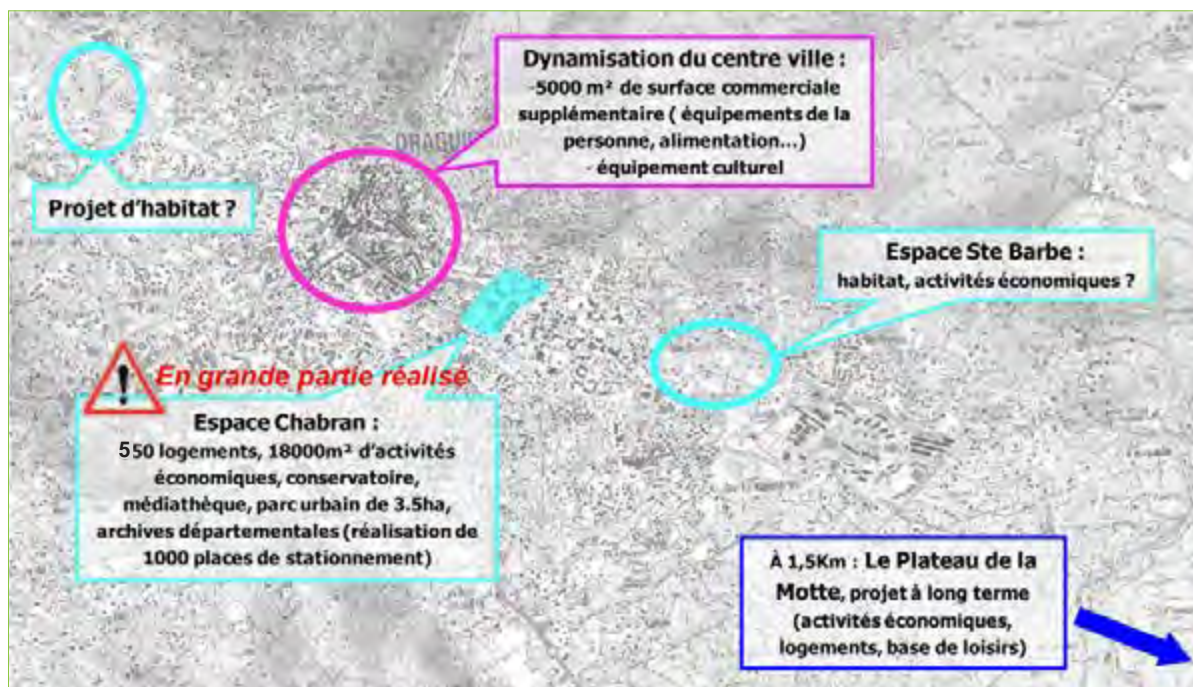 Dynamisation du centre ville :
-5000 m² de surface commerciale
supplémentaire ( équipements de la
personne, alimentation...)
- équipement culturel
Projet d'habitat ?
Espace Ste Barbe :
habitat, activités économiques ?
En grande partie réalisé
Espace Chabran :
550 logements, 18000m² d'activités
économiques, conservatoire,
médiathèque, parc urbain de 3.5ha,
archives départementales (réalisation de
1000 places de stationnement)
À 1,5Km : Le Plateau de la
Motte, projet à long terme
(activités économiques,
logements, base de loisirs)